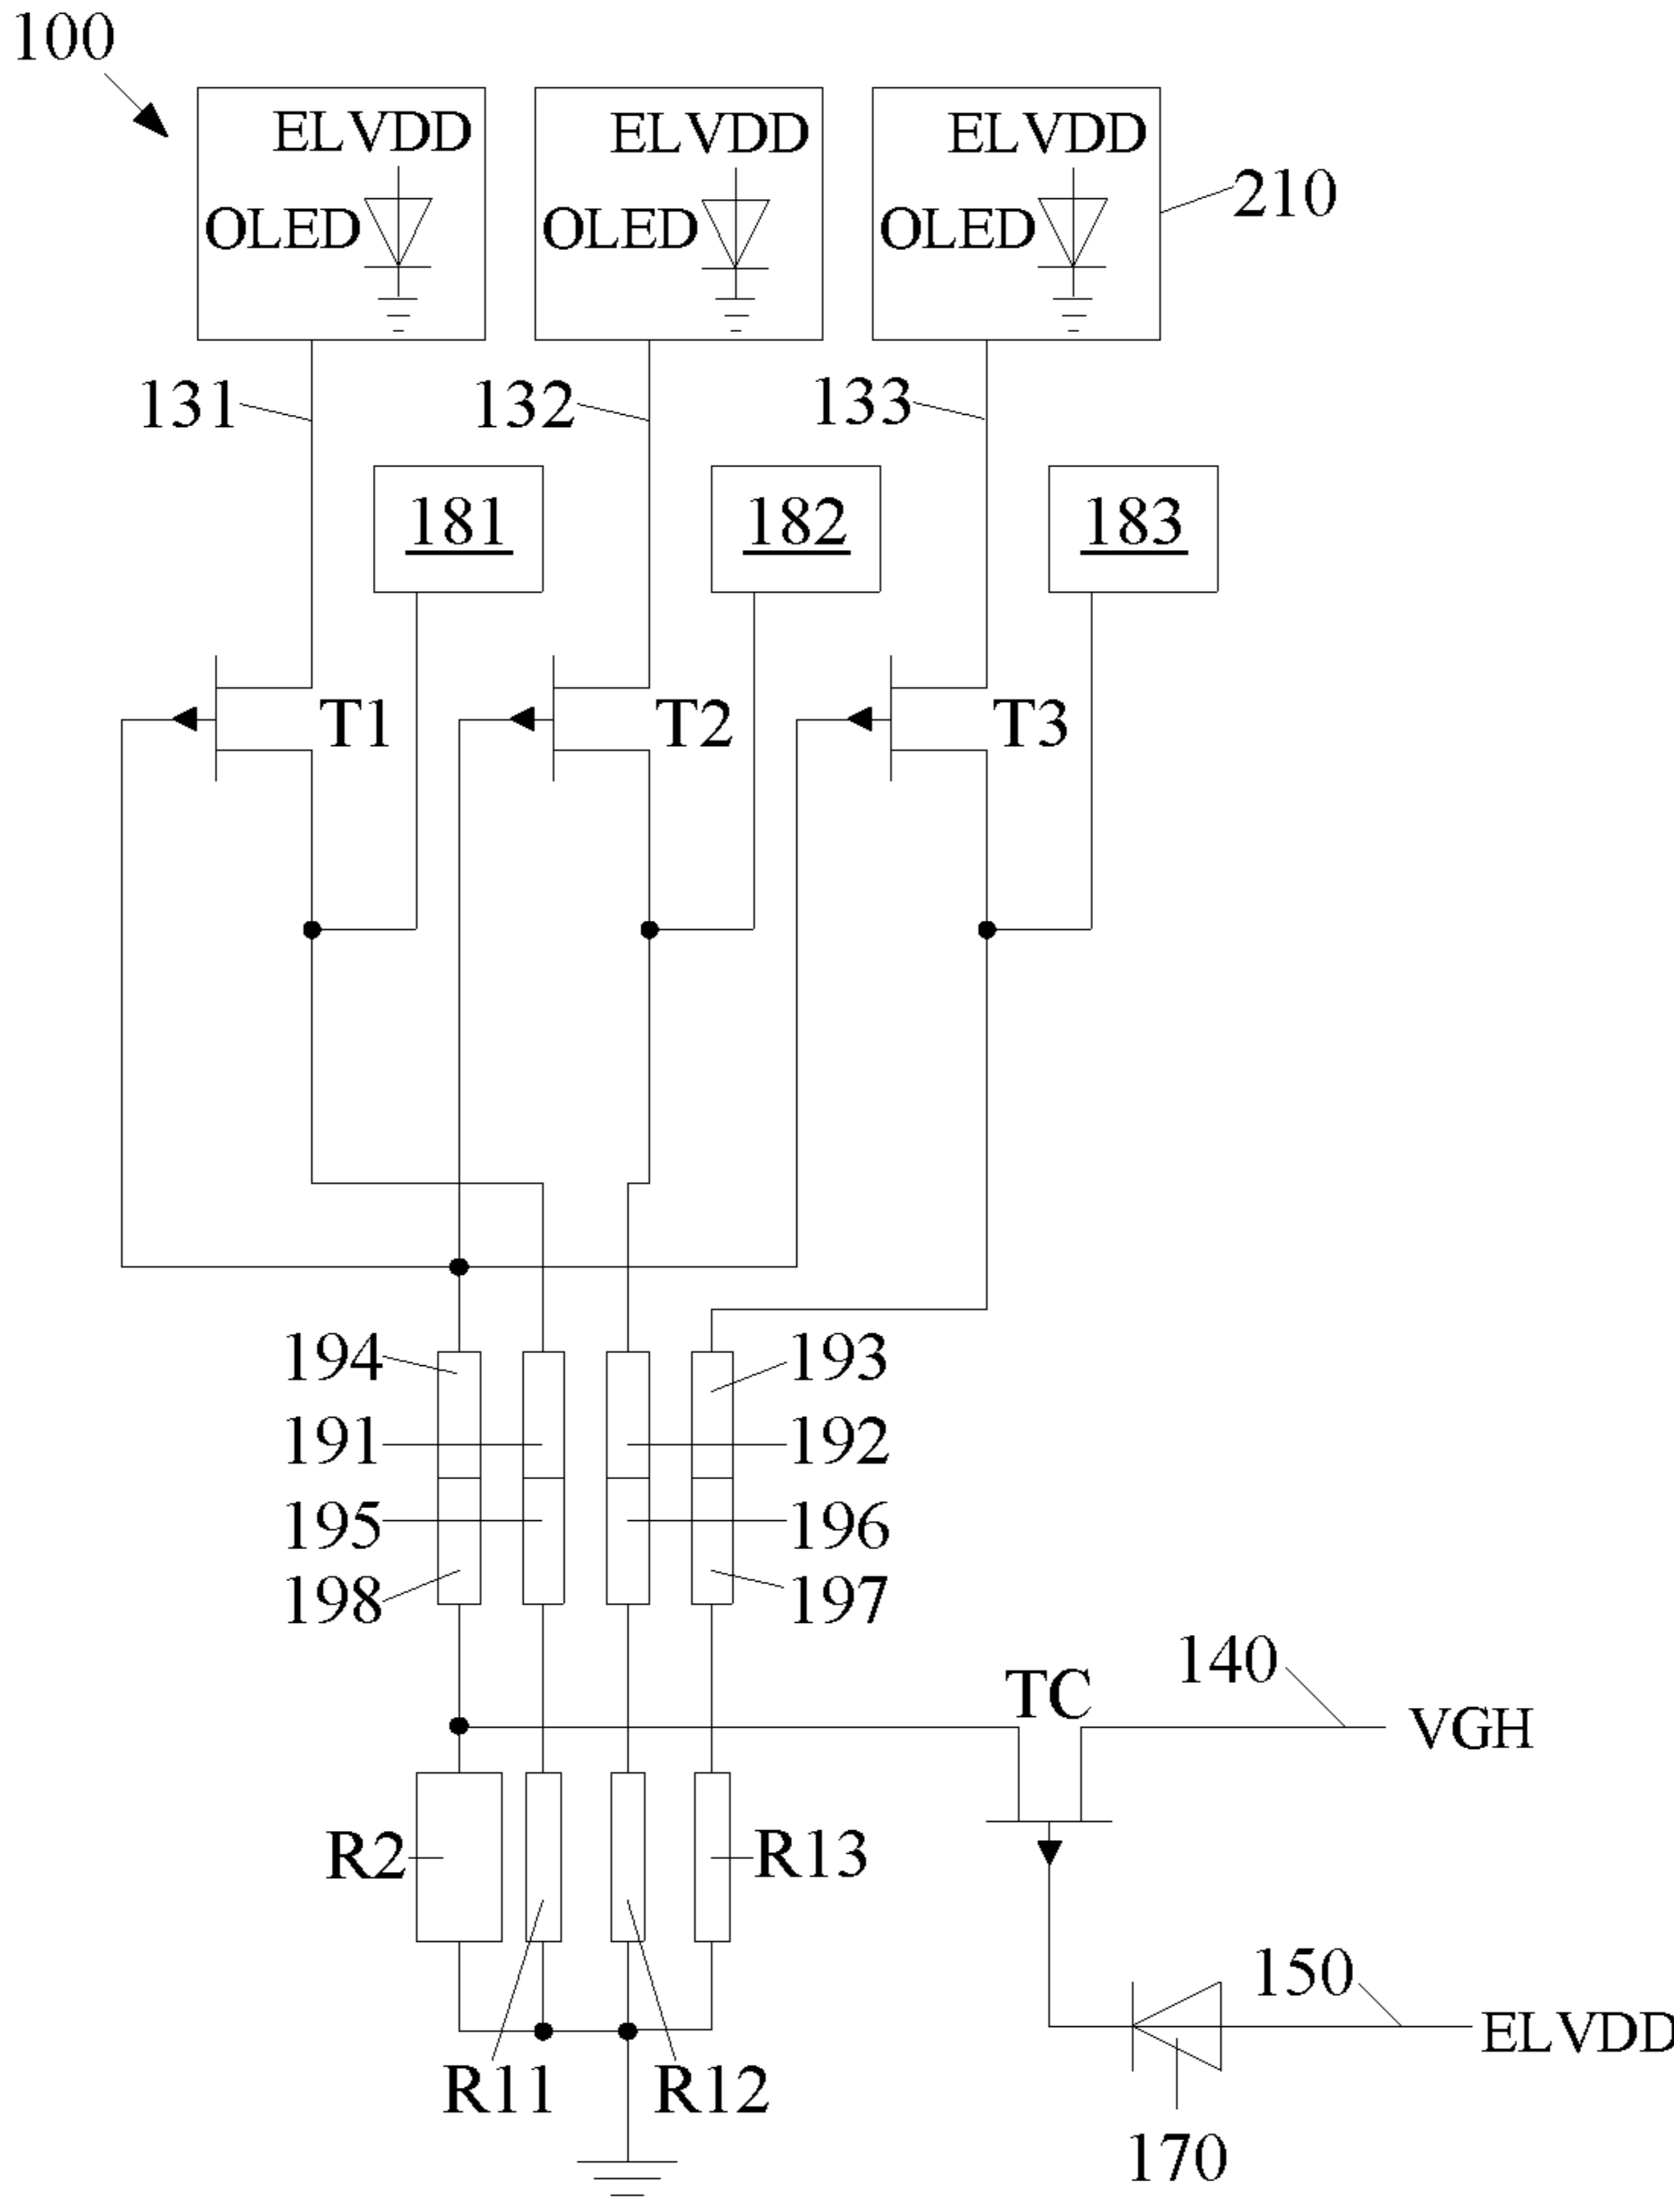 100
ELVDD ELVDD ELVDD
OLED OLED OLED 210
131 132 133
181 182 183
T1 T2 T3
194 193
191 192
195 196
198 197
TC 140
VGH
R2 R13
150
ELVDD
R11 R12
170